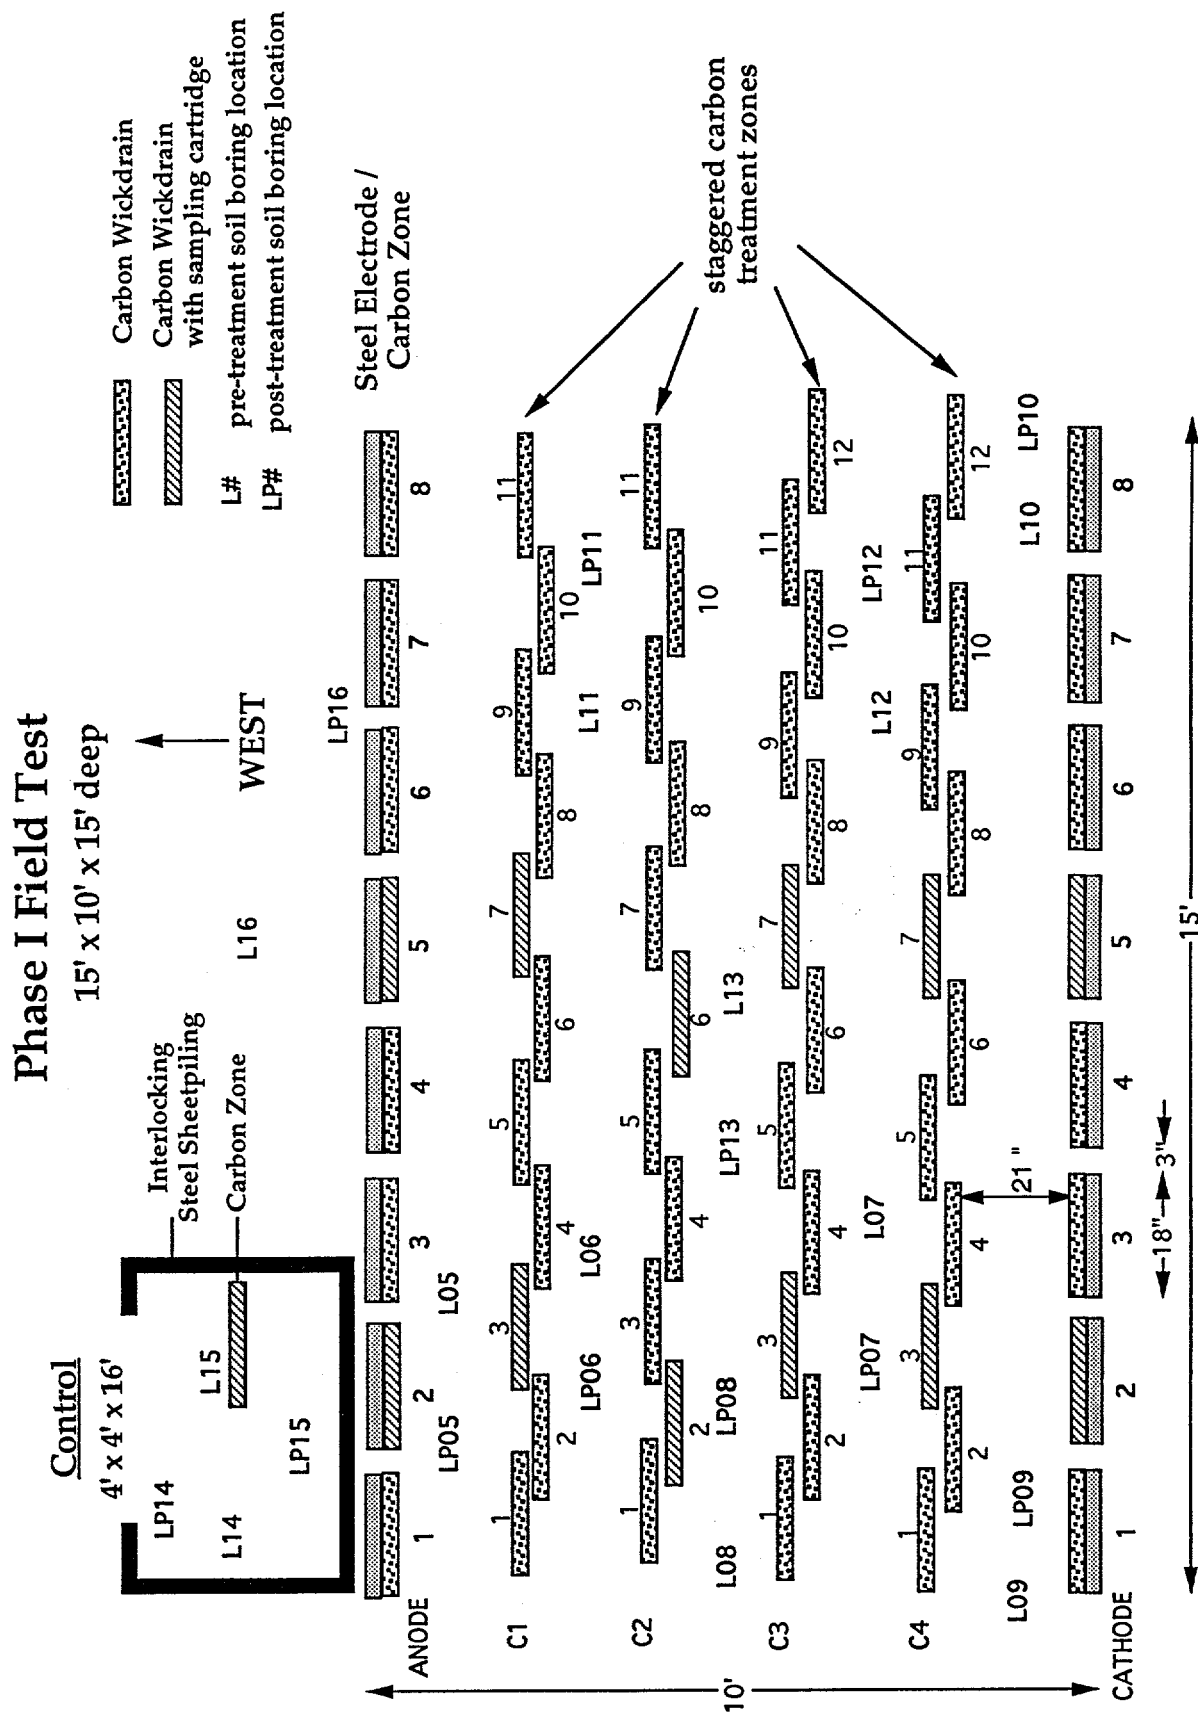 Phase I Field Test
15' x 10' x 15' deep
Control
4' x 4' x 16'
Interlocking
Steel Sheetpiling
Carbon Zone
WEST
Carbon Wickdrain
Carbon Wickdrain
with sampling cartridge
L# pre-treatment soil boring location
LP# post-treatment soil boring location
LP14
L14
L15
LP15
L16
LP16
Steel Electrode /
Carbon Zone
ANODE
1 2 3 4 5 6 7 8
LP05 L05
C1
1 3 5 7 9 11
2 4 6 8 10
LP06 L06 L11 LP11
C2
1 3 5 7 9 11
2 4 6 8 10
L08 LP08 LP13 L13
staggered carbon
treatment zones
C3
1 3 5 7 9 11
2 4 6 8 10 12
LP07 L07 L12 LP12
C4
1 3 5 7 9 11
2 4 6 8 10 12
L09 LP09 L10 LP10
21 "
CATHODE
1 2 3 4 5 6 7 8
18" 3"
15'
10'